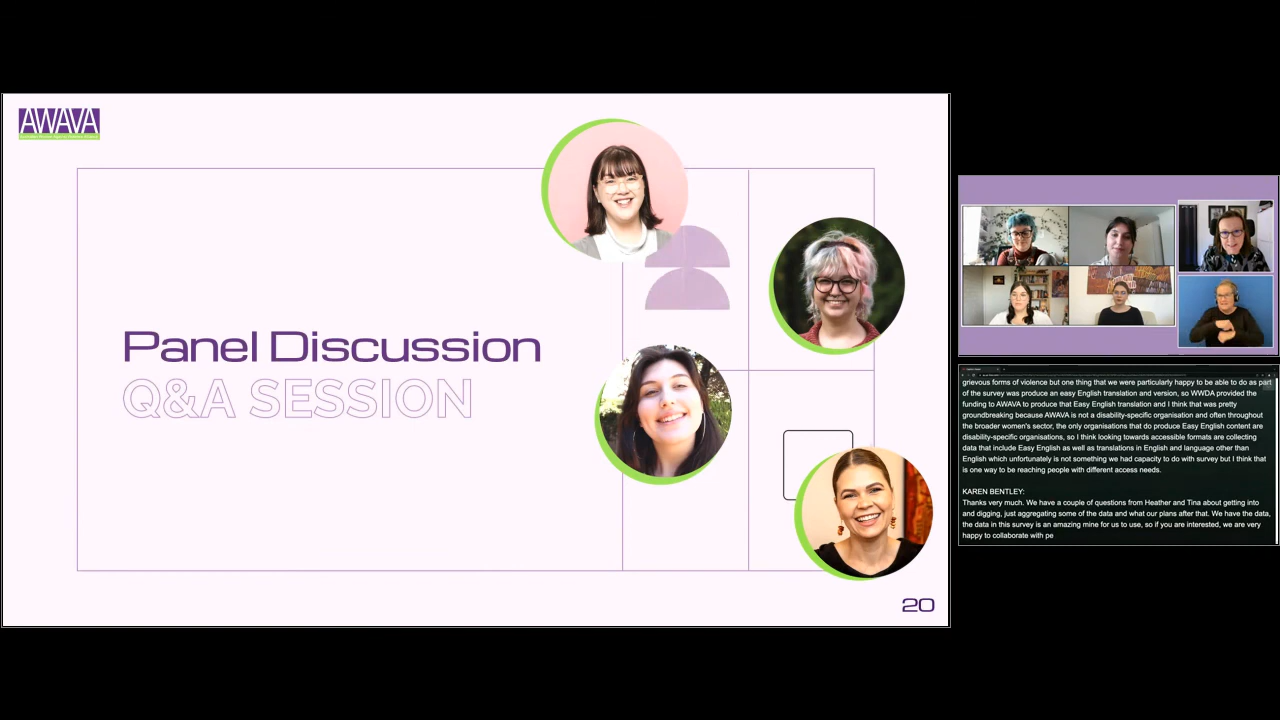 AWAVA
Panel Discussion
Q&A SESSION
20
grievous forms of violence but one thing that we were particularly happy to be able to do as part
of the survey was produce an easy English translation and version, so WWDA provided the
funding to AWAVA to produce that Easy English translation and I think that was pretty
groundbreaking because AWAVA is not a disability-specific organisation and often throughout
the broader women's sector, the only organisations that do produce Easy English content are
disability-specific organisations, so I think looking towards accessible formats are collecting
data that include Easy English as well as translations in English and language other than
English which unfortunately is not something we had capacity to do with survey but I think that
is one way to be reaching people with different access needs.
KAREN BENTLEY:
Thanks very much. We have a couple of questions from Heather and Tina about getting into
and digging, just aggregating some of the data and what our plans after that. We have the data,
the data in this survey is an amazing mine for us to use, so if you are interested, we are very
happy to collaborate with pe